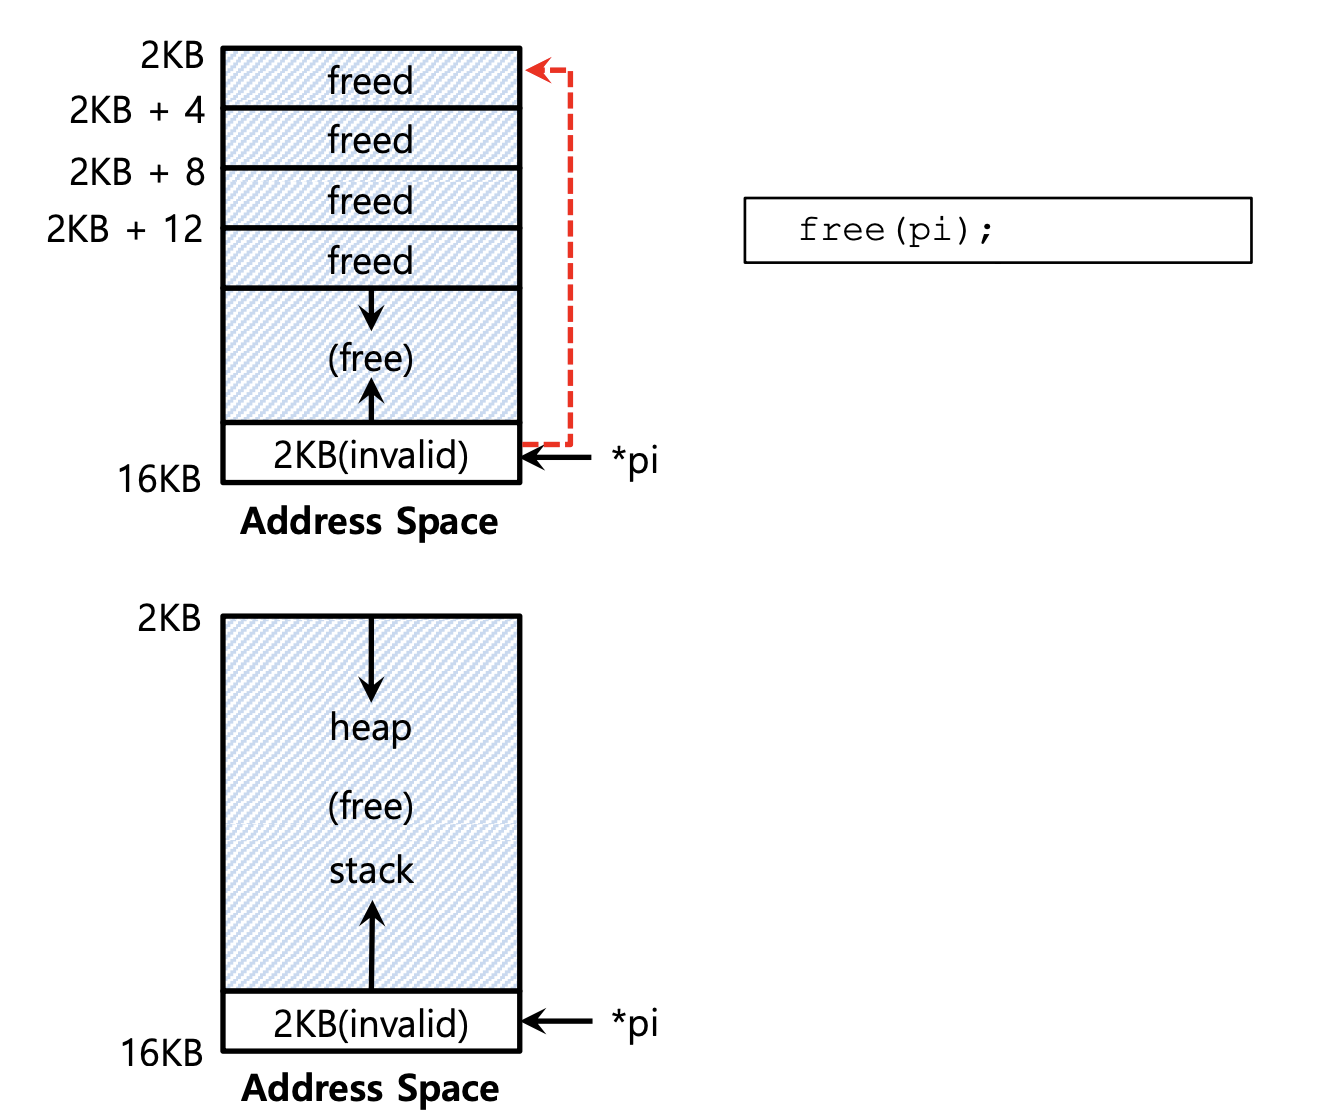 2KB
freed
2KB + 4
freed
2KB + 8
freed
2KB + 12
freed
free(pi);
(free)
2KB(invalid)
*pi
16KB
Address Space
2KB
heap
(free)
stack
2KB(invalid)
*pi
16KB
Address Space